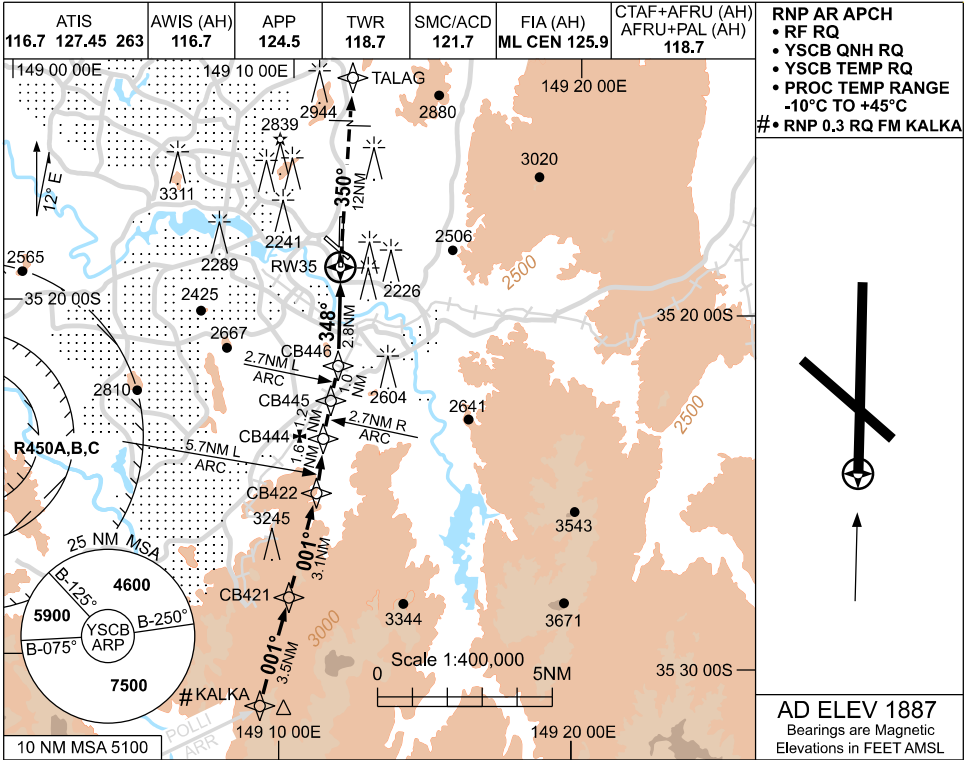 ATIS
116.7 127.45 263
AWIS (AH)
116.7
APP
124.5
TWR
118.7
SMC/ACD
121.7
FIA (AH)
ML CEN 125.9
CTAF+AFRU (AH)
AFRU+PAL (AH)
118.7
RNP AR APCH
• RF RQ
• YSCB QNH RQ
• YSCB TEMP RQ
• PROC TEMP RANGE
-10°C TO +45°C
#• RNP 0.3 RQ FM KALKA
149 00 00E
149 10 00E
149 20 00E
TALAG
2944
2880
2839
3020
3311
12° E
350°
12NM
2241
2289
2506
2565
RW35
2226
2500
35 20 00S
35 20 00S
2425
348°
2.8NM
2667
CB446
2.7NM L
ARC
1.0
NM
2604
2810
CB445
2641
2500
1.2
NM
2.7NM R
ARC
CB444
R450A,B,C
5.7NM L
ARC
1.6
NM
CB422
3245
3543
25 NM MSA
001°
3.1NM
4600
B-125°
CB421
5900
B-250°
3344
3671
YSCB
ARP
3000
B-075°
001°
3.5NM
Scale 1:400,000
0
5NM
35 30 00S
7500
# KALKA
POLLI
ARR
149 10 00E
149 20 00E
10 NM MSA 5100
AD ELEV 1887
Bearings are Magnetic
Elevations in FEET AMSL